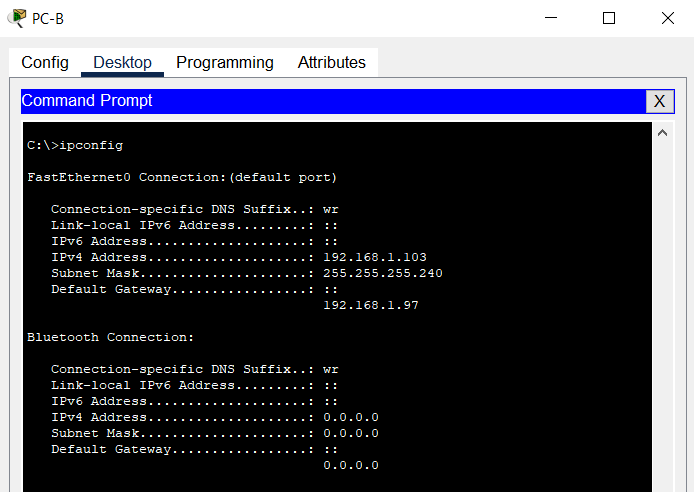 PC-B
Config Desktop Programming Attributes
Command Prompt X
C:\>ipconfig
FastEthernet0 Connection:(default port)
Connection-specific DNS Suffix..: wr
Link-local IPv6 Address.........: ::
IPv6 Address....................: ::
IPv4 Address....................: 192.168.1.103
Subnet Mask.....................: 255.255.255.240
Default Gateway.................: ::
192.168.1.97
Bluetooth Connection:
Connection-specific DNS Suffix..: wr
Link-local IPv6 Address.........: ::
IPv6 Address....................: ::
IPv4 Address....................: 0.0.0.0
Subnet Mask.....................: 0.0.0.0
Default Gateway.................: ::
0.0.0.0